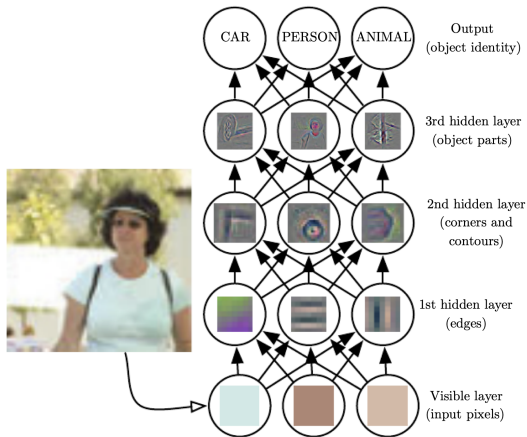 CAR PERSON ANIMAL
Output
(object identity)
3rd hidden layer
(object parts)
2nd hidden layer
(corners and
contours)
1st hidden layer
(edges)
Visible layer
(input pixels)